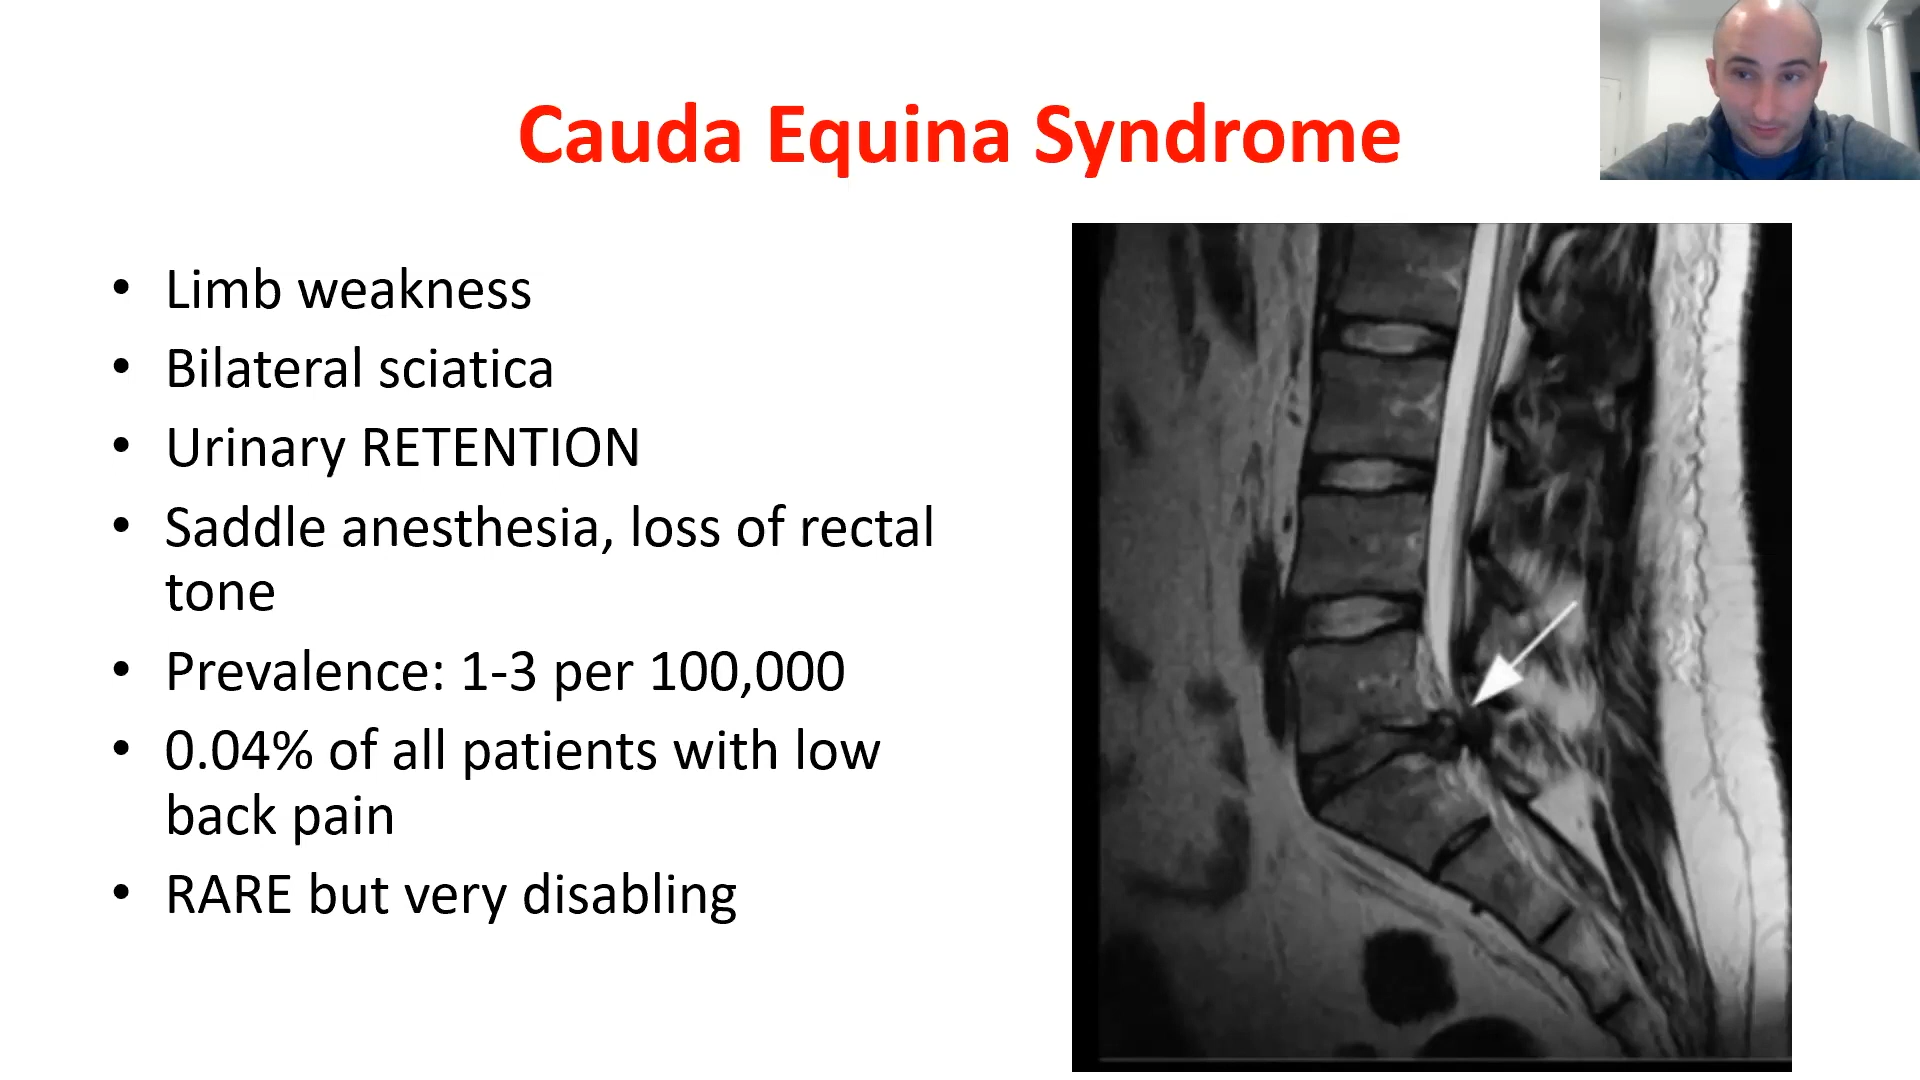 Cauda Equina Syndrome
• Limb weakness
• Bilateral sciatica
• Urinary RETENTION
• Saddle anesthesia, loss of rectal
tone
• Prevalence: 1-3 per 100,000
• 0.04% of all patients with low
back pain
• RARE but very disabling